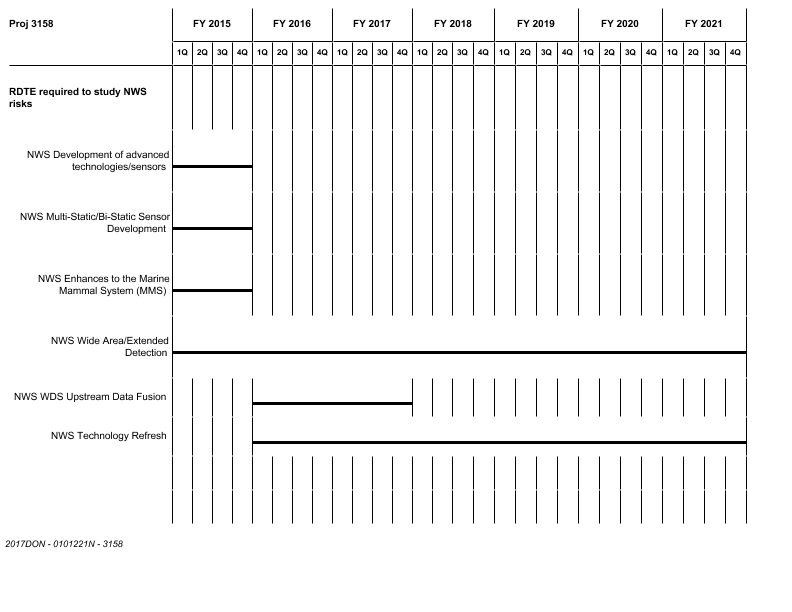 Proj 3158 FY 2015 FY 2016 FY 2017 FY 2018 FY 2019 FY 2020 FY 2021
1Q 2Q 3Q 4Q 1Q 2Q 3Q 4Q 1Q 2Q 3Q 4Q 1Q 2Q 3Q 4Q 1Q 2Q 3Q 4Q 1Q 2Q 3Q 4Q 1Q 2Q 3Q 4Q
RDTE required to study NWS
risks
NWS Development of advanced
technologies/sensors
NWS Multi-Static/Bi-Static Sensor
Development
NWS Enhances to the Marine
Mammal System (MMS)
NWS Wide Area/Extended
Detection
NWS WDS Upstream Data Fusion
NWS Technology Refresh
2017DON - 0101221N - 3158